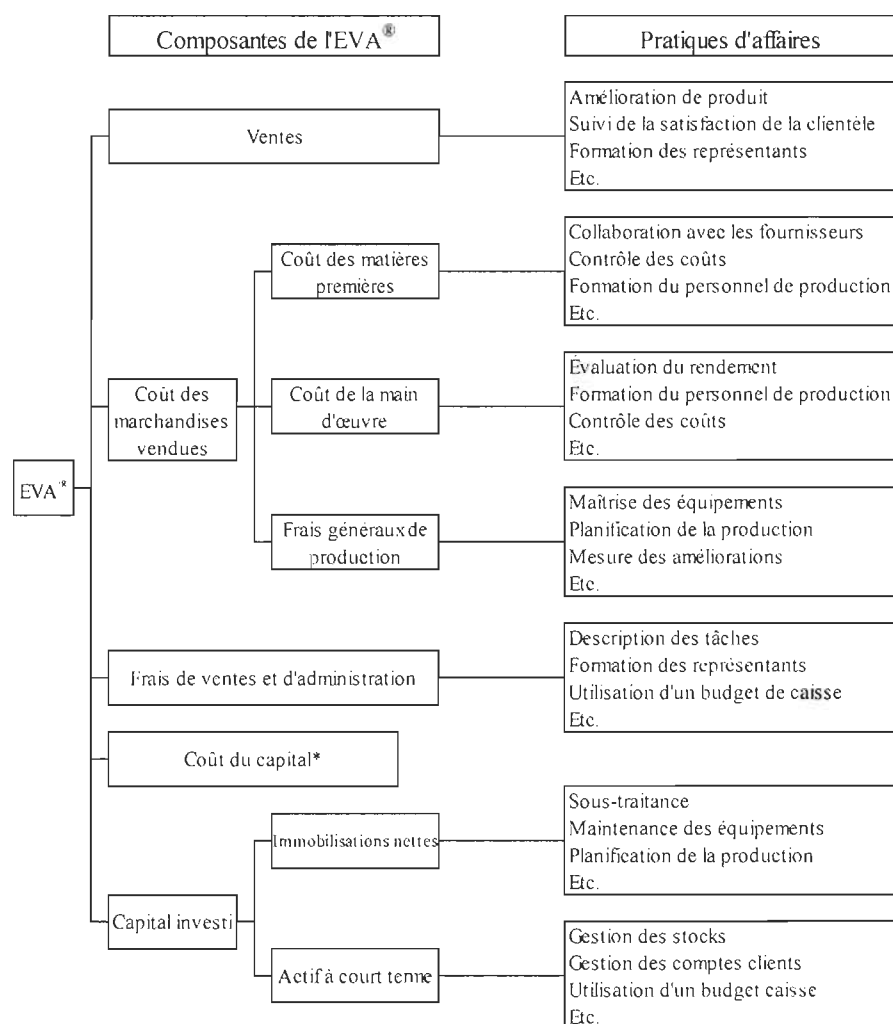 Composantes de l'EVA®
Pratiques d'affaires
Ventes
Amélioration de produit
Suivi de la satisfaction de la clientèle
Formation des représentants
Etc.
Coût des matières
premières
Collaboration avec les fournisseurs
Contrôle des coûts
Formation du personnel de production
Etc.
Coût des
marchandises
vendues
Coût de la main
d'œuvre
Évaluation du rendement
Formation du personnel de production
Contrôle des coûts
Etc.
EVA®
Frais généraux de
production
Maîtrise des équipements
Planification de la production
Mesure des améliorations
Etc.
Frais de ventes et d'administration
Description des tâches
Formation des représentants
Utilisation d'un budget de caisse
Etc.
Coût du capital*
Immobilisations nettes
Sous-traitance
Maintenance des équipements
Planification de la production
Etc.
Capital investi
Actif à court terme
Gestion des stocks
Gestion des comptes clients
Utilisation d'un budget caisse
Etc.